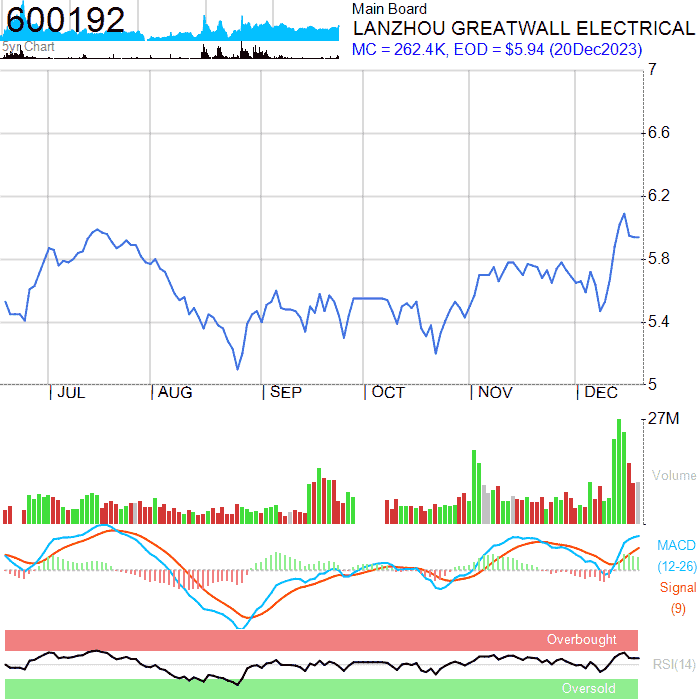 600192
5yr Chart
Main Board
LANZHOU GREATWALL ELECTRICAL
MC = 262.4K, EOD = $5.94 (20Dec2023)
7
6.6
6.2
5.8
5.4
5
| JUL | AUG | SEP | OCT | NOV | DEC
27M
Volume
MACD
(12-26)
Signal
(9)
Overbought
RSI(14)
Oversold